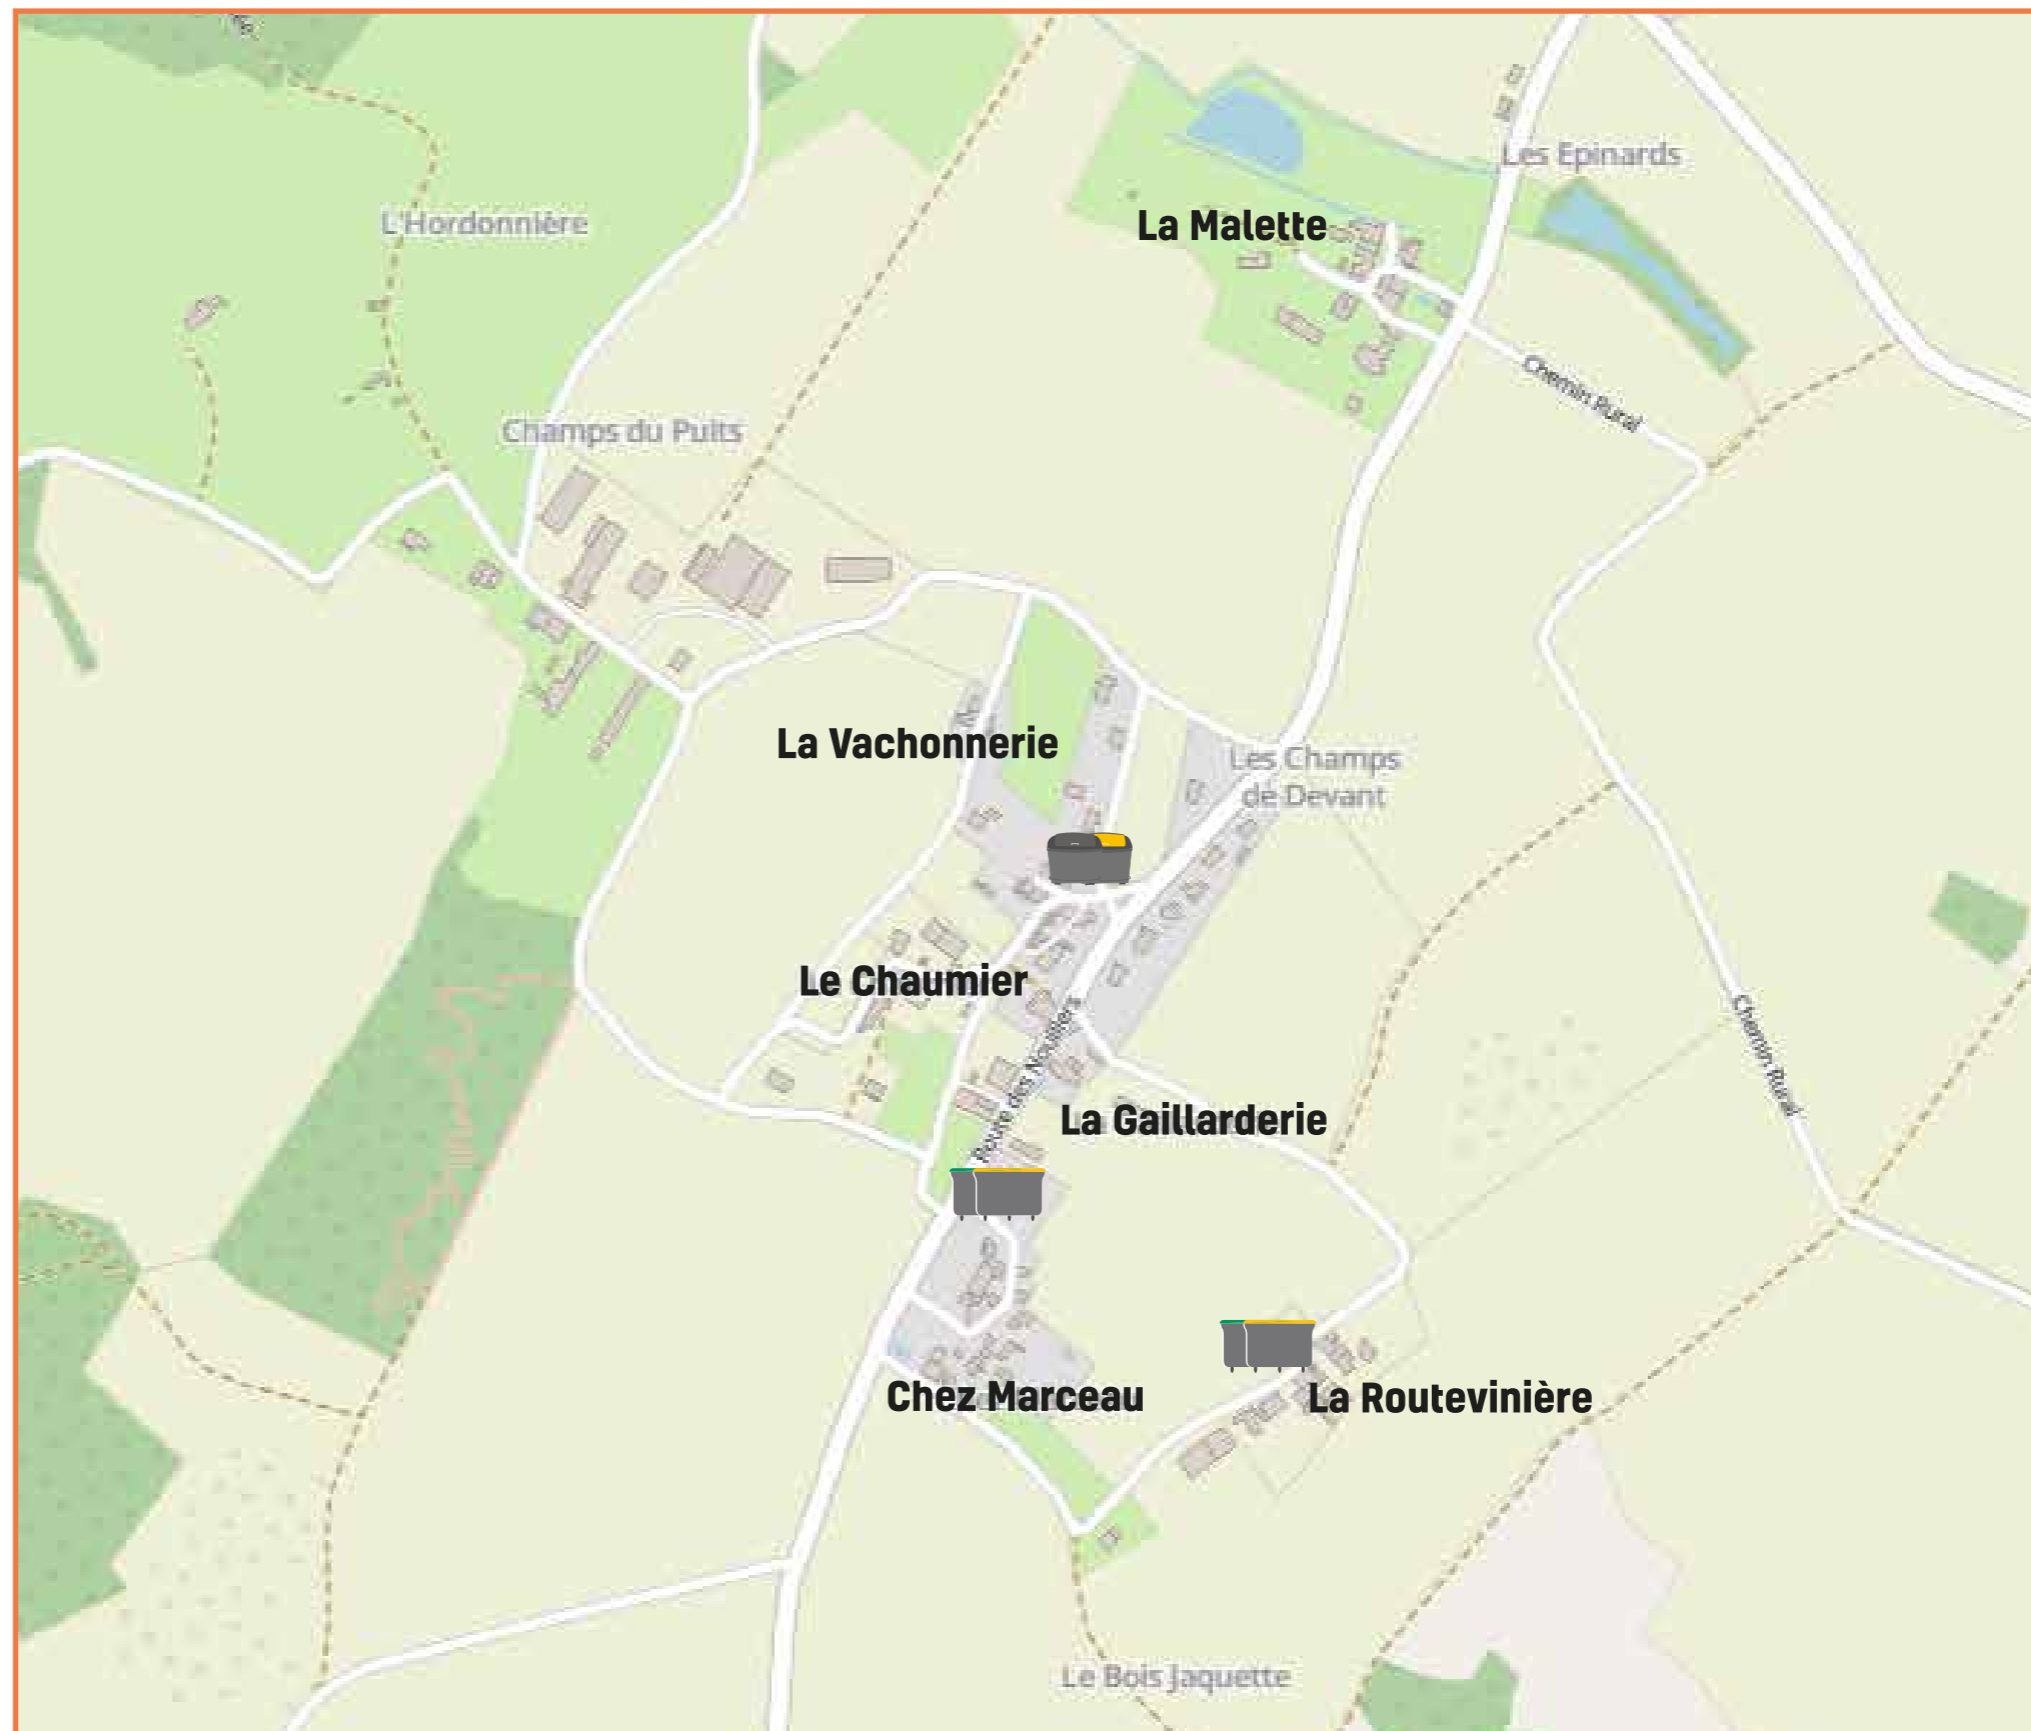 Les Epinards
L'Hordonnière
La Malette
Chemin Rural
Champs du Puits
La Vachonnerie
Les Champs
de Devant
Le Chaumier
Route des Nouillers
Chemin Rural
La Gaillarderie
Chez Marceau
La Routevinière
Le Bois Jaquette